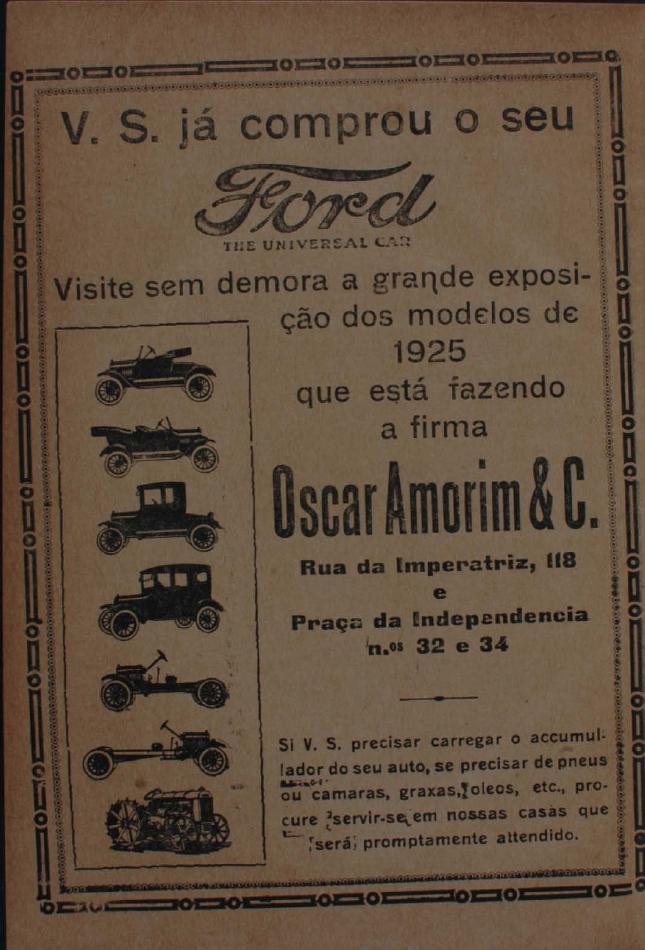 V. S. já comprou o seu
Ford
THE UNIVERSAL CAR
Visite sem demora a grande exposi-
ção dos modelos de
1925
que está fazendo
a firma
Oscar Amorim & C.
Rua da Imperatriz, 118
e
Praça da Independencia
n.os 32 e 34
Si V. S. precisar carregar o accumul-
lador do seu auto, se precisar de pneus
ou camaras, graxas, oleos, etc., pro-
cure servir-se em nossas casas que
será promptamente attendido.